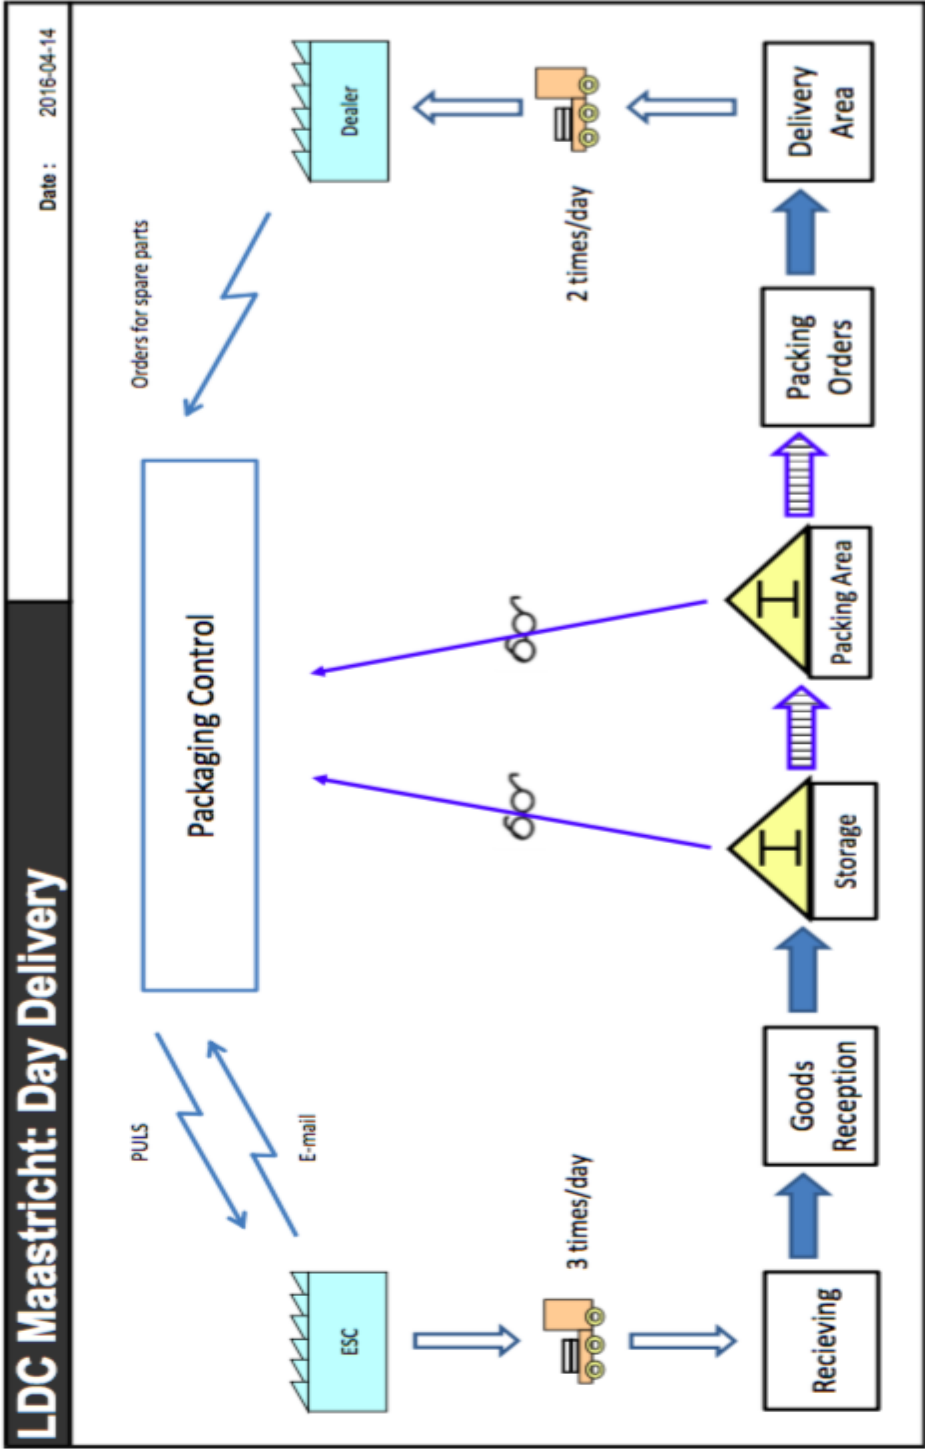 LDC Maastricht: Day Delivery
Date : 2016-04-14
PULS
Orders for spare parts
Packaging Control
E-mail
ESC
Dealer
3 times/day
2 times/day
Recieving
Goods
Reception
Storage
Packing Area
Packing
Orders
Delivery
Area